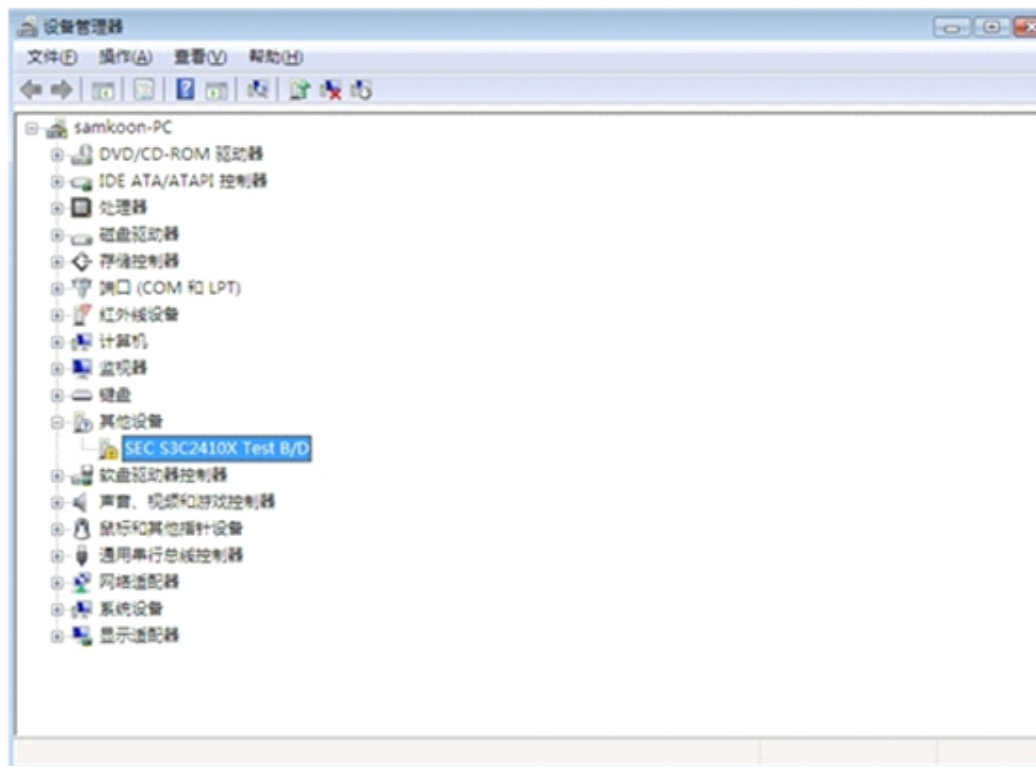 设备管理器
文件(F) 操作(A) 查看(V) 帮助(H)
samkoon-PC
DVD/CD-ROM 驱动器
IDE ATA/ATAPI 控制器
处理器
磁盘驱动器
存储控制器
端口 (COM 和 LPT)
红外线设备
计算机
监视器
键盘
其他设备
SEC S3C2410X Test B/D
软盘驱动器控制器
声音、视频和游戏控制器
鼠标和其他指针设备
通用串行总线控制器
网络适配器
系统设备
显示适配器